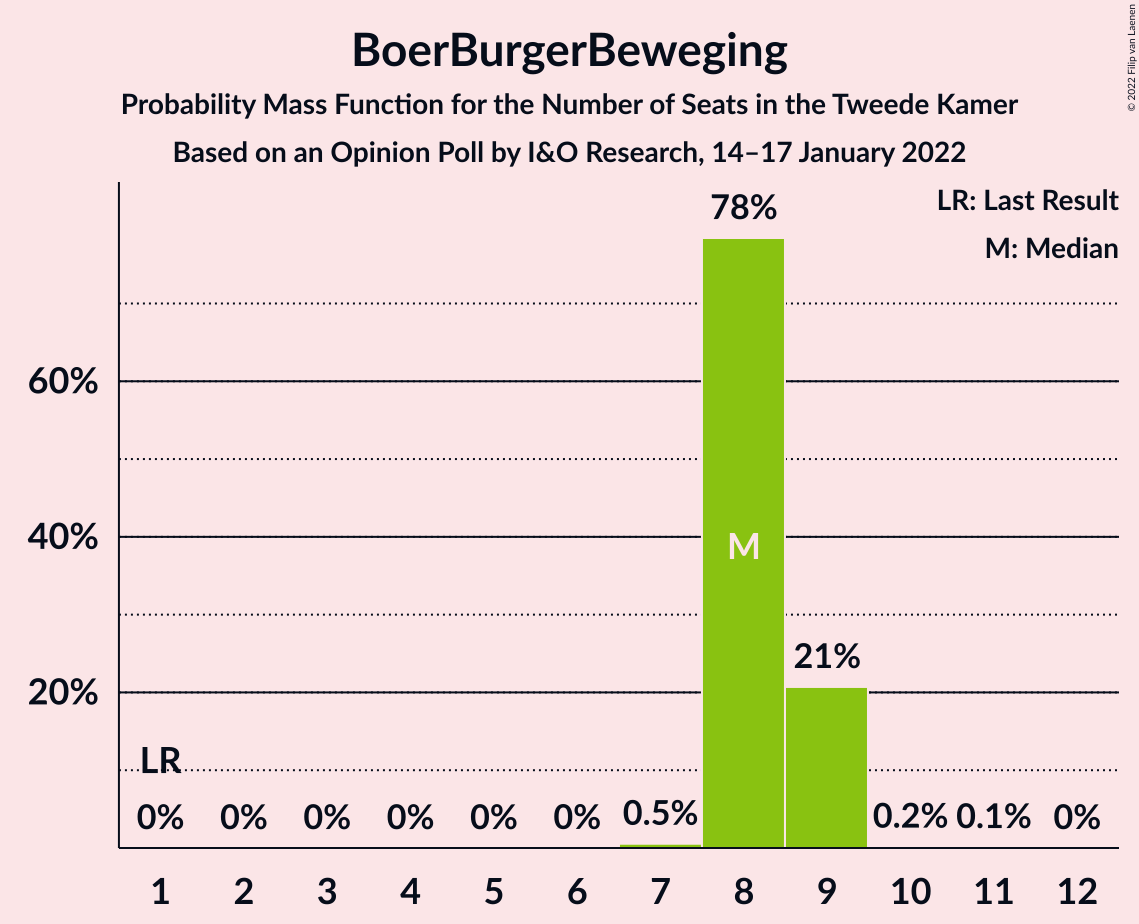 BoerBurgerBeweging
Probability Mass Function for the Number of Seats in the Tweede Kamer
Based on an Opinion Poll by I&O Research, 14–17 January 2022
© 2022 Filip van Laenen
LR: Last Result
M: Median
78%
60%
40%
M
21%
20%
LR
0% 0% 0% 0% 0% 0% 0.5% 0.2% 0.1% 0%
1 2 3 4 5 6 7 8 9 10 11 12